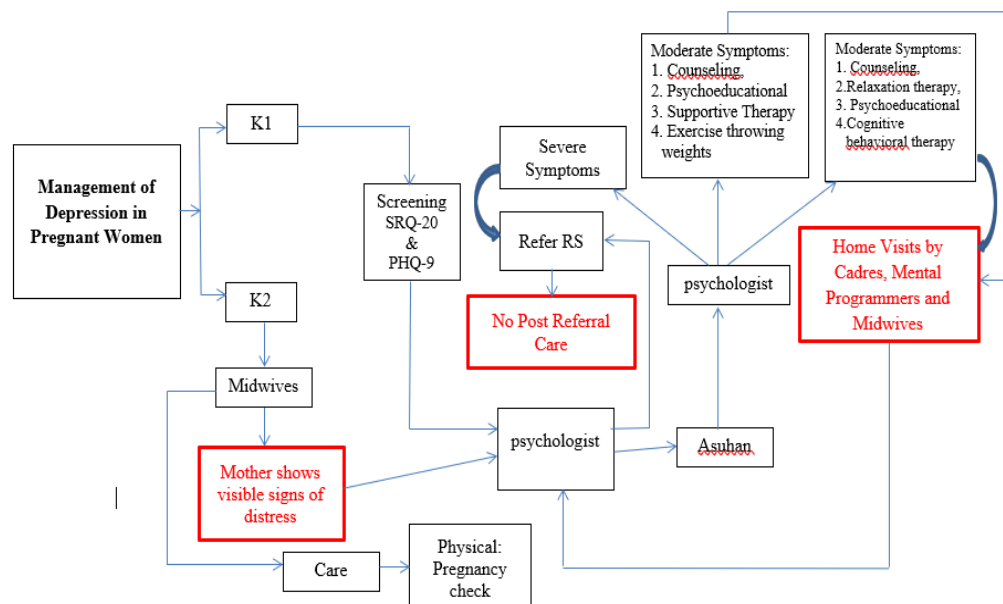 Management of
Depression in
Pregnant Women
K1
K2
Screening
SRQ-20
&
PHQ-9
Midwives
Mother shows
visible signs of
distress
Care
Physical:
Pregnancy
check
Severe
Symptoms
Refer RS
No Post Referral
Care
psychologist
Asuhan
psychologist
Moderate Symptoms:
1. Counseling,
2. Psychoeducational
3. Supportive Therapy
4. Exercise throwing
weights
Moderate Symptoms:
1. Counseling,
2.Relaxation therapy,
3. Psychoeducational
4.Cognitive
behavioral therapy
Home Visits by
Cadres, Mental
Programmers and
Midwives